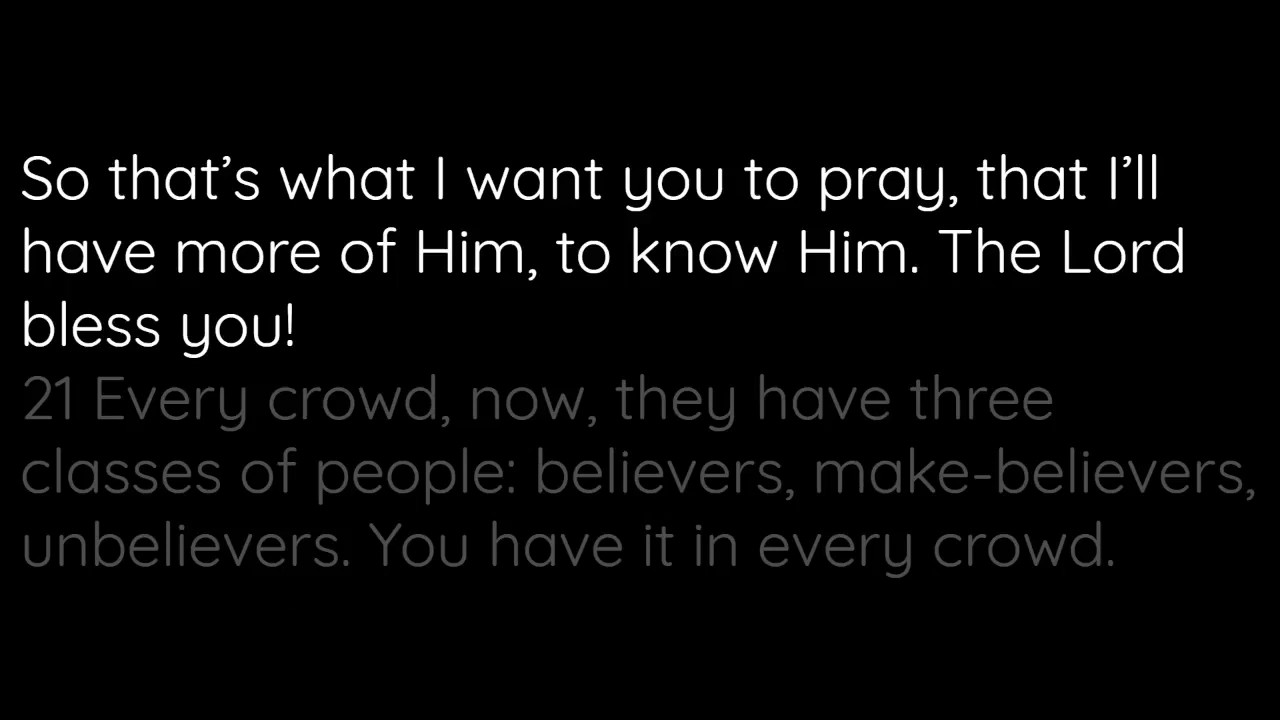 So that’s what I want you to pray, that I’ll
have more of Him, to know Him. The Lord
bless you!
21 Every crowd, now, they have three
classes of people: believers, make-believers,
unbelievers. You have it in every crowd.